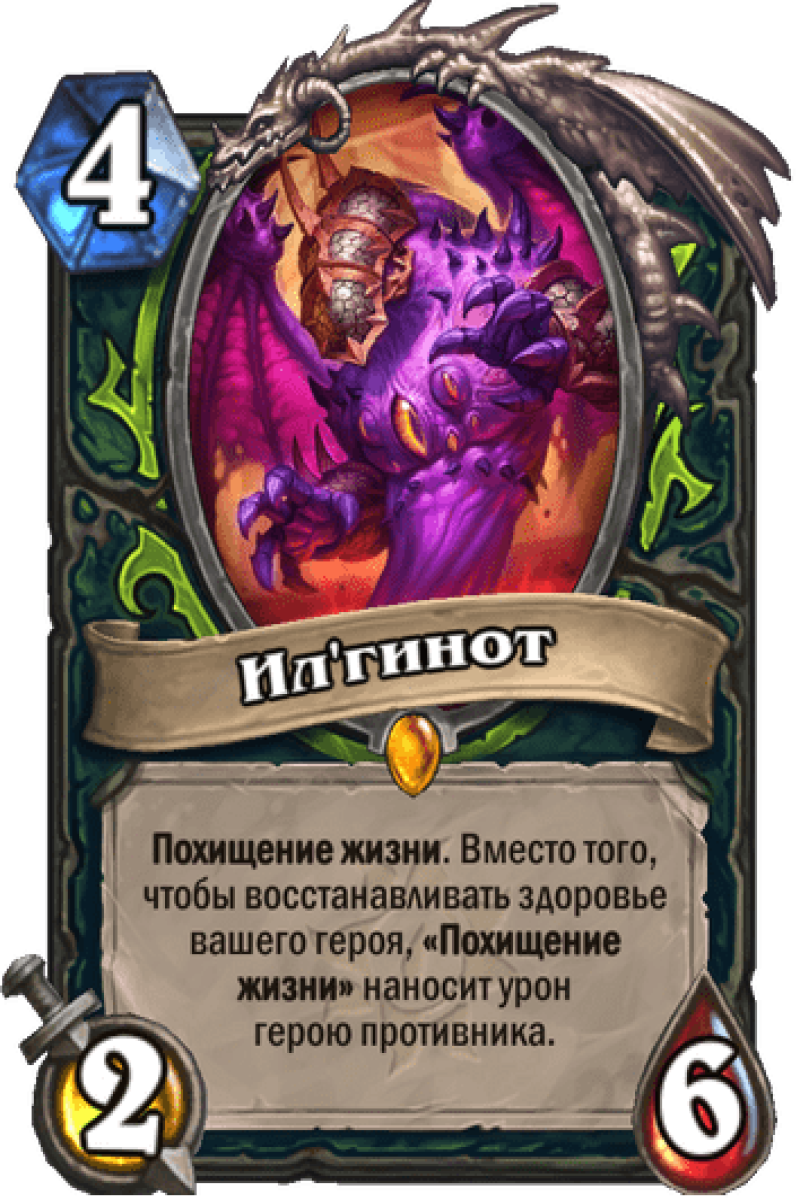 4
Ил'гинот
Похищение жизни. Вместо того,
чтобы восстанавливать здоровье
вашего героя, «Похищение
жизни» наносит урон
герою противника.
2
6